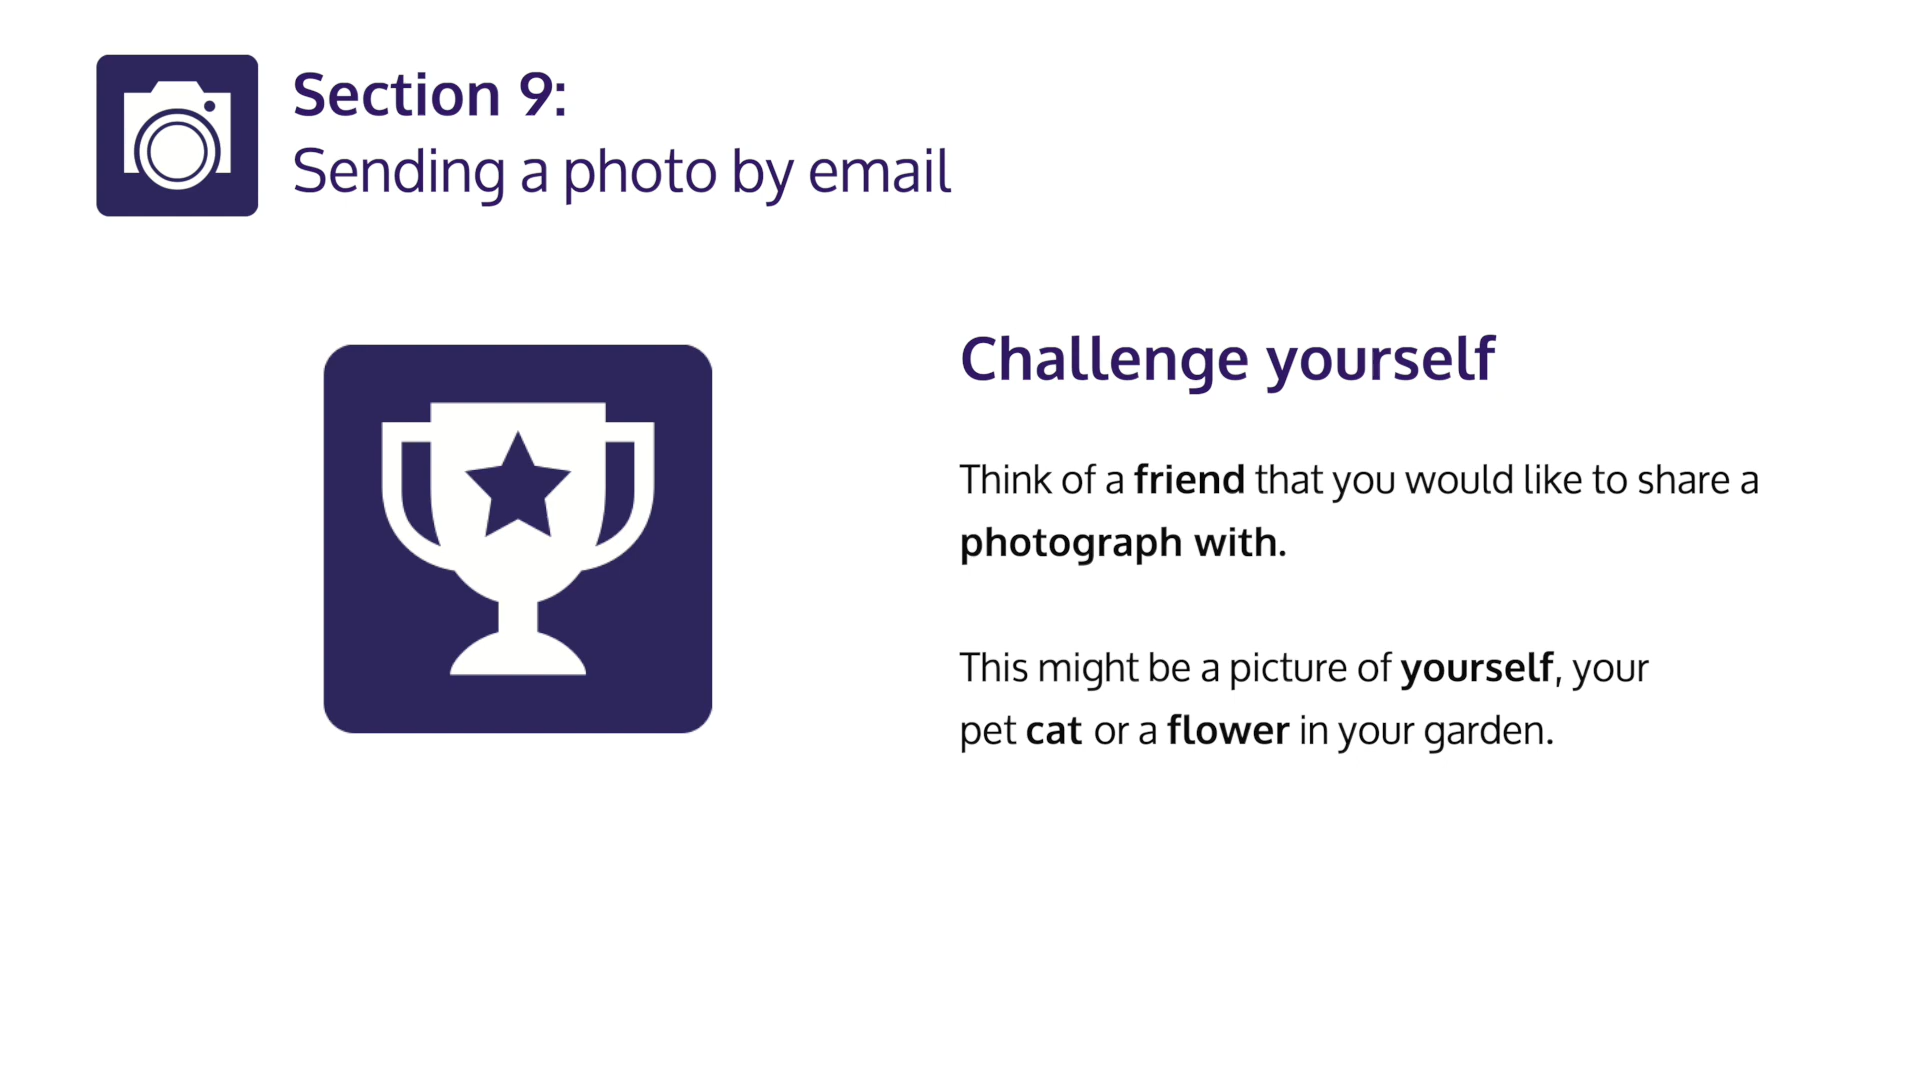 Section 9:
Sending a photo by email
Challenge yourself
Think of a friend that you would like to share a
photograph with.
This might be a picture of yourself, your
pet cat or a flower in your garden.